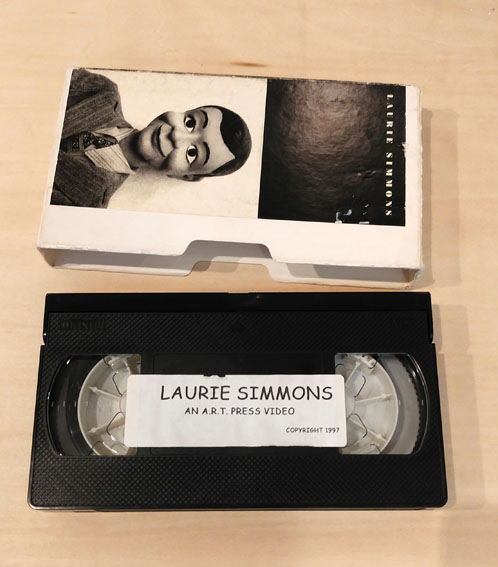 LAURIE SIMMONS
LAURIE SIMMONS
AN A.R.T. PRESS VIDEO
COPYRIGHT 1997